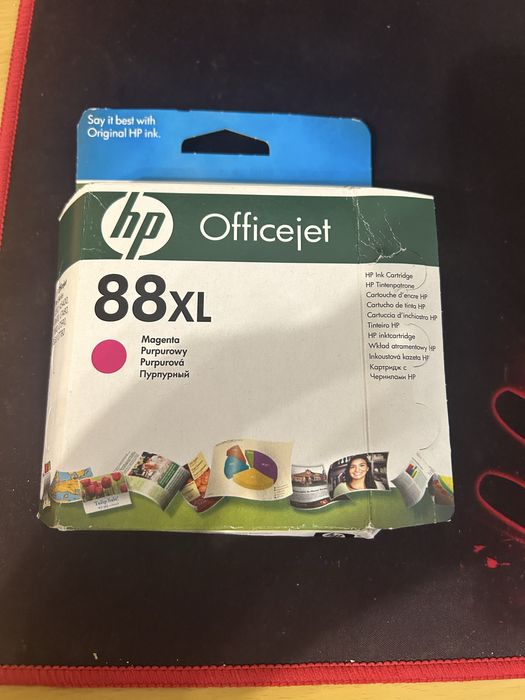 Say it best with
Original HP ink.
hp
Officejet
88XL
Magenta
Purpurowy
Purpurová
Пурпурный
HP Ink Cartridge
HP Tintenpatrone
Cartouche d'encre HP
Cartucho de tinta HP
Cartuccia d'inchiostro HP
Tinteiro HP
HP inktcartridge
Wkład atramentowy HP
Inkoustová kazeta HP
Картридж с
Чернилами HP
Tulip Sale!